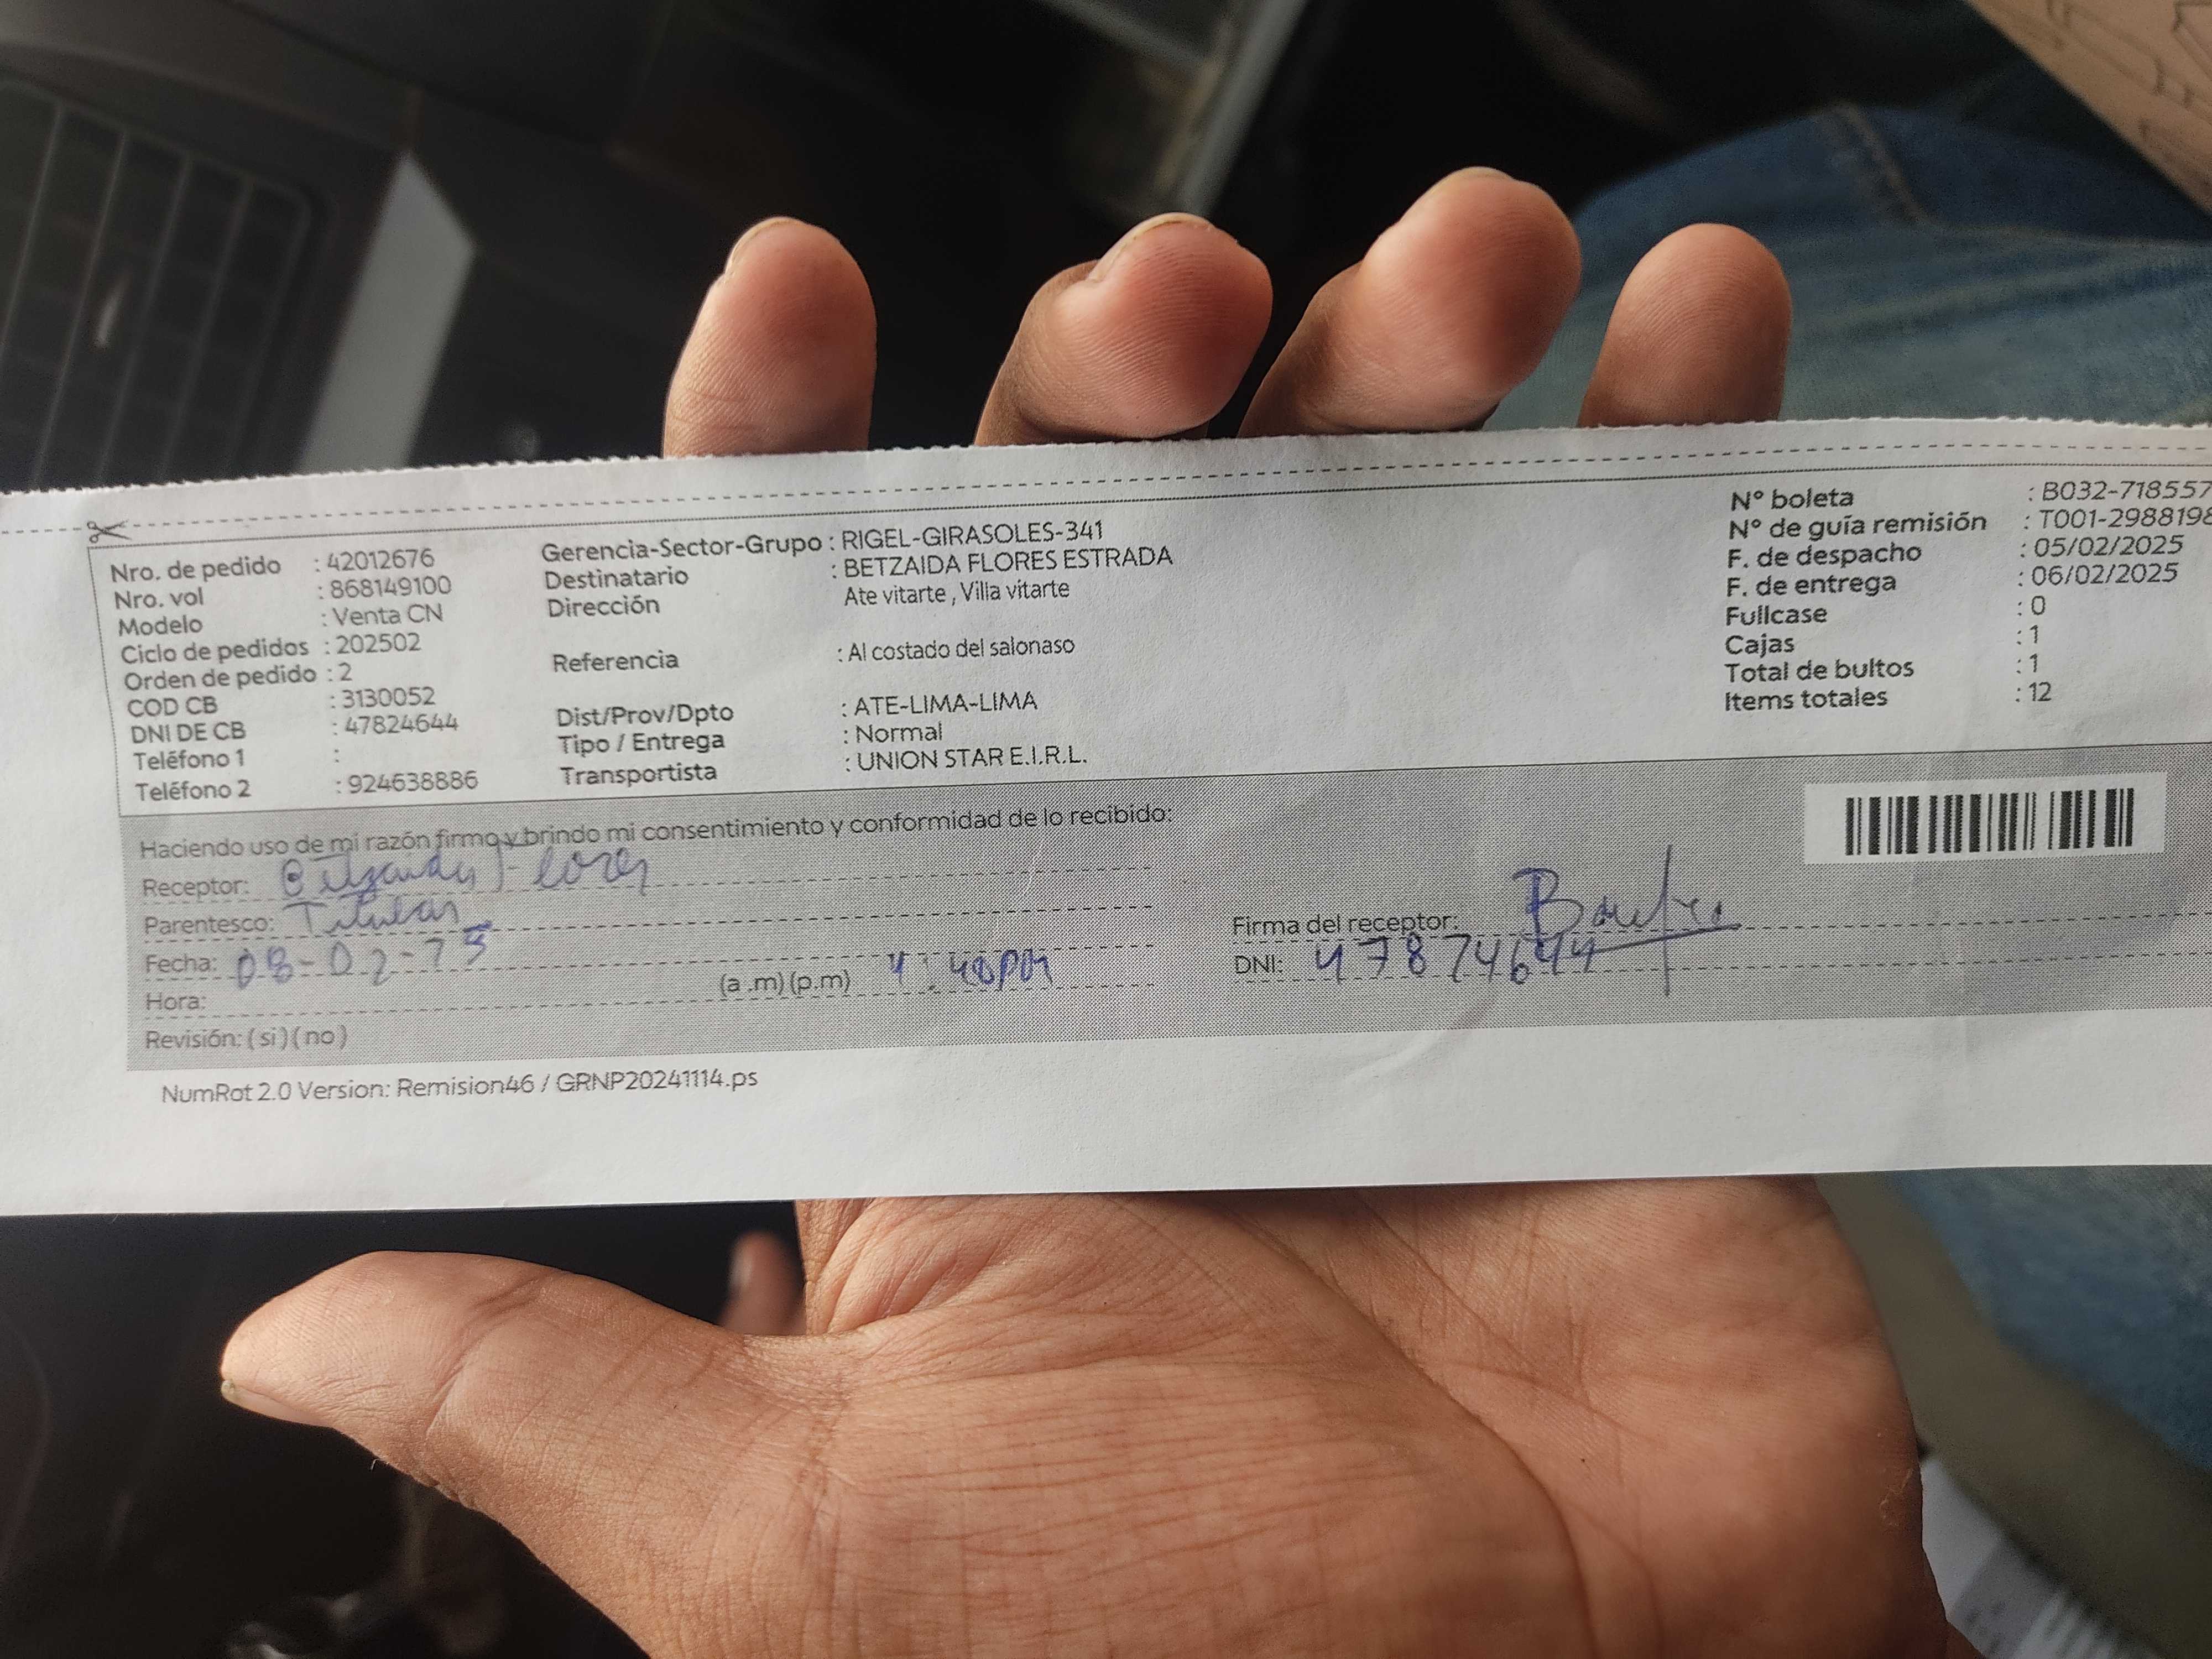 Nro. de pedido : 42012676
Nro. vol : 868149100
Modelo : Venta CN
Ciclo de pedidos : 202502
Orden de pedido : 2
COD CB : 3130052
DNI DE CB : 47824644
Teléfono 1 :
Teléfono 2 : 924638886
Gerencia-Sector-Grupo : RIGEL-GIRASOLES-341
Destinatario : BETZAIDA FLORES ESTRADA
Dirección Ate vitarte , Villa vitarte
Referencia : Al costado del salonaso
Dist/Prov/Dpto : ATE-LIMA-LIMA
Tipo / Entrega : Normal
Transportista : UNION STAR E.I.R.L.
Nº boleta : B032-718557
Nº de guía remisión : T001-2988198
F. de despacho : 05/02/2025
F. de entrega : 06/02/2025
Fullcase : 0
Cajas : 1
Total de bultos : 1
Items totales : 12
Haciendo uso de mi razón firmo y brindo mi consentimiento y conformidad de lo recibido:
Receptor:
Parentesco: Titular
Fecha:
Hora: (a .m) (p.m) 4:40pm
Revisión: ( si ) ( no )
Firma del receptor:
DNI: 47874644
NumRot 2.0 Version: Remision46 / GRNP20241114.ps